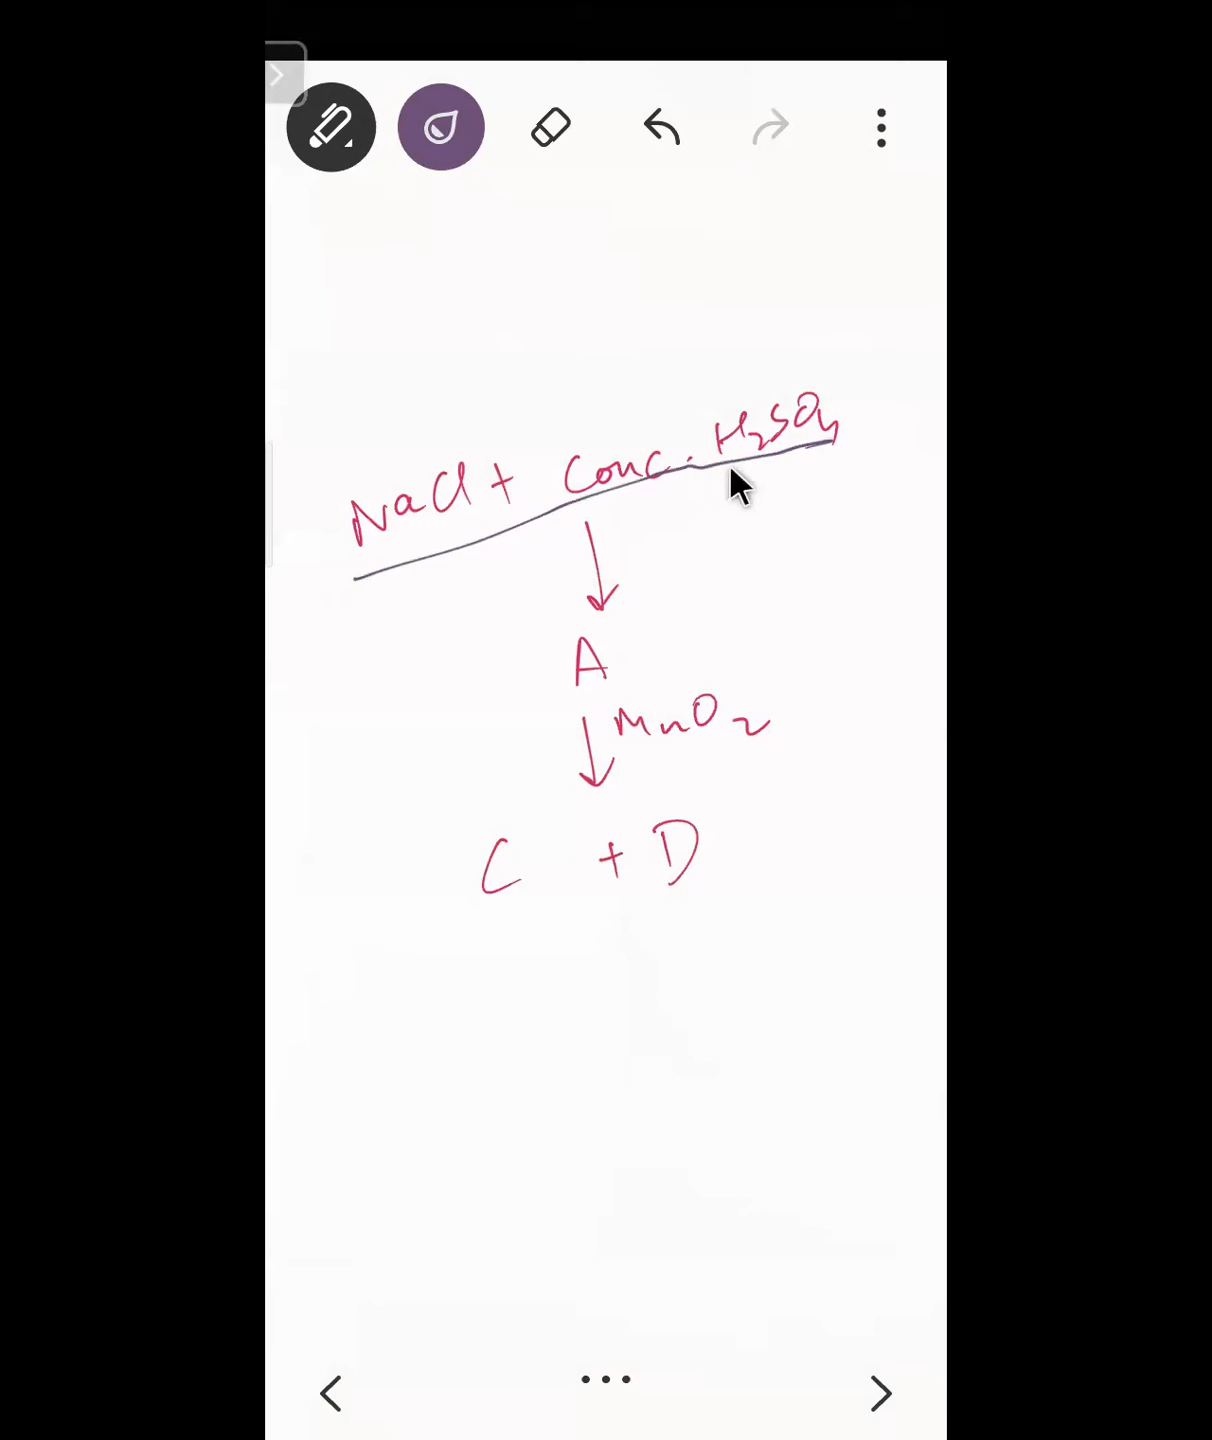 NaCl + Conc. H₂SO₄
A
MnO₂
C + D